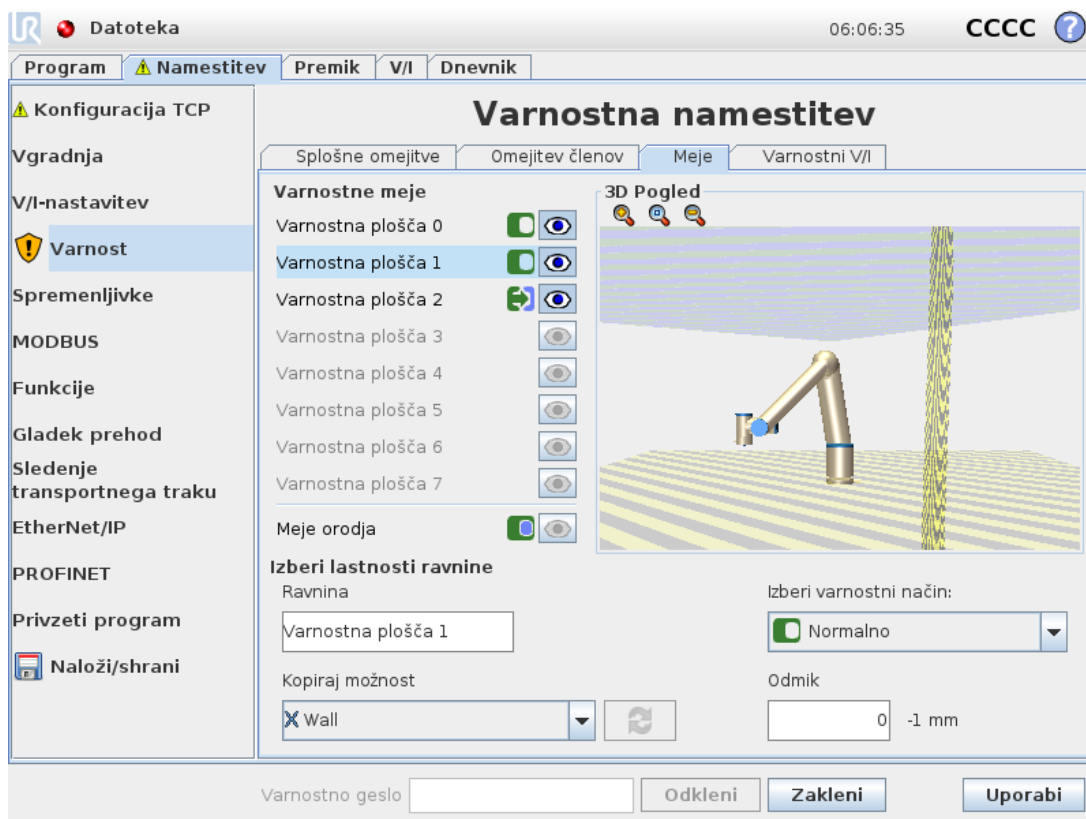 UR
Datoteka
06:06:35
CCCC
?
Program
Namestitev
Premik
V/I
Dnevnik
Konfiguracija TCP
Vgradnja
V/I-nastavitev
Varnost
Spremenljivke
MODBUS
Funkcije
Gladek prehod
Sledenje
transportnega traku
EtherNet/IP
PROFINET
Privzeti program
Naloži/shrani
Varnostna namestitev
Splošne omejitve
Omejitev členov
Meje
Varnostni V/I
Varnostne meje
Varnostna plošča 0
Varnostna plošča 1
Varnostna plošča 2
Varnostna plošča 3
Varnostna plošča 4
Varnostna plošča 5
Varnostna plošča 6
Varnostna plošča 7
Meje orodja
3D Pogled
Izberi lastnosti ravnine
Ravnina
Varnostna plošča 1
Kopiraj možnost
Wall
Izberi varnostni način:
Normalno
Odmik
0 -1 mm
Varnostno geslo
Odkleni
Zakleni
Uporabi